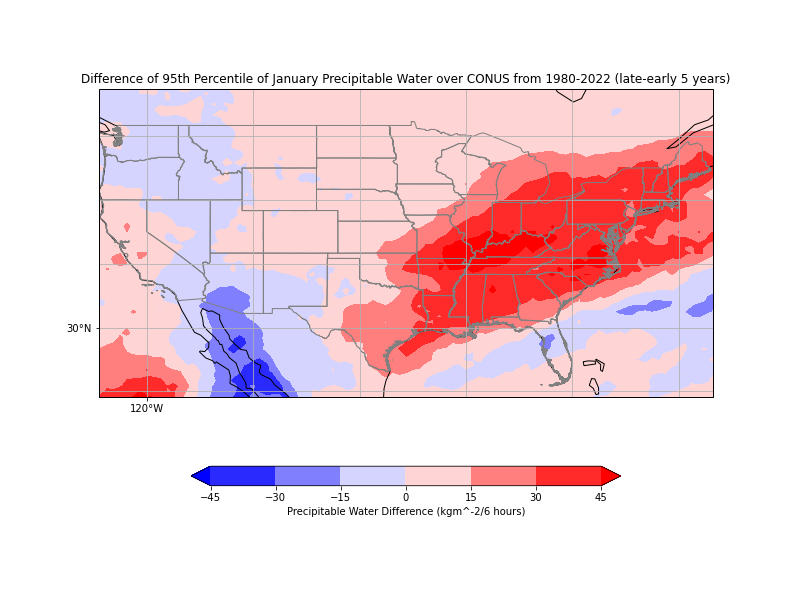 Difference of 95th Percentile of January Precipitable Water over CONUS from 1980-2022 (late-early 5 years)
30°N
120°W
−45 −30 −15 0 15 30 45
Precipitable Water Difference (kgm^-2/6 hours)